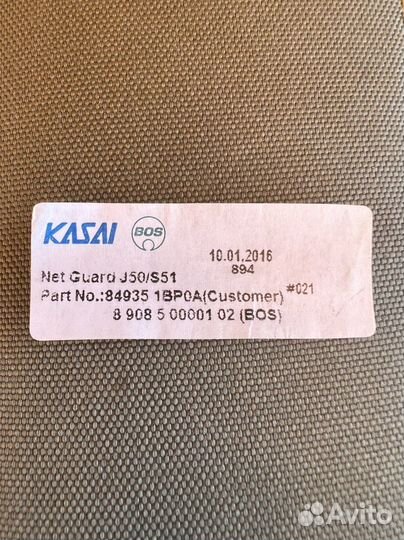 KASAI BOS
10.01.2016
894
Net Guard J50/S51
Part No.:84935 1BP0A(Customer) #021
8 908 5 00001 02 (BOS)
Avito